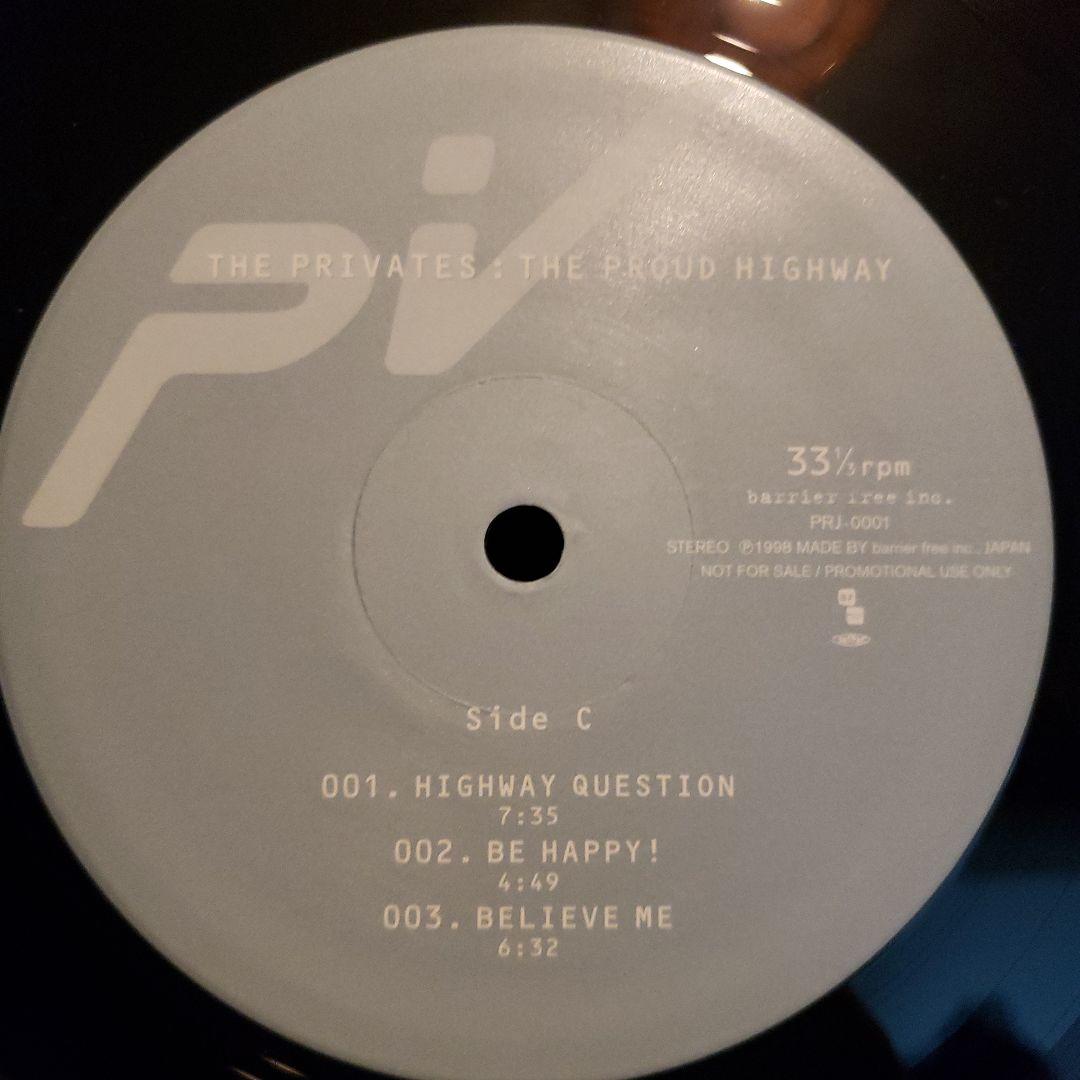 piv
THE PRIVATES : THE PROUD HIGHWAY
33⅓rpm
barrier free inc.
PRJ-0001
STEREO ℗1998 MADE BY barrier free inc., JAPAN
NOT FOR SALE / PROMOTIONAL USE ONLY
Side C
001. HIGHWAY QUESTION
7:35
002. BE HAPPY!
4:49
003. BELIEVE ME
6:32